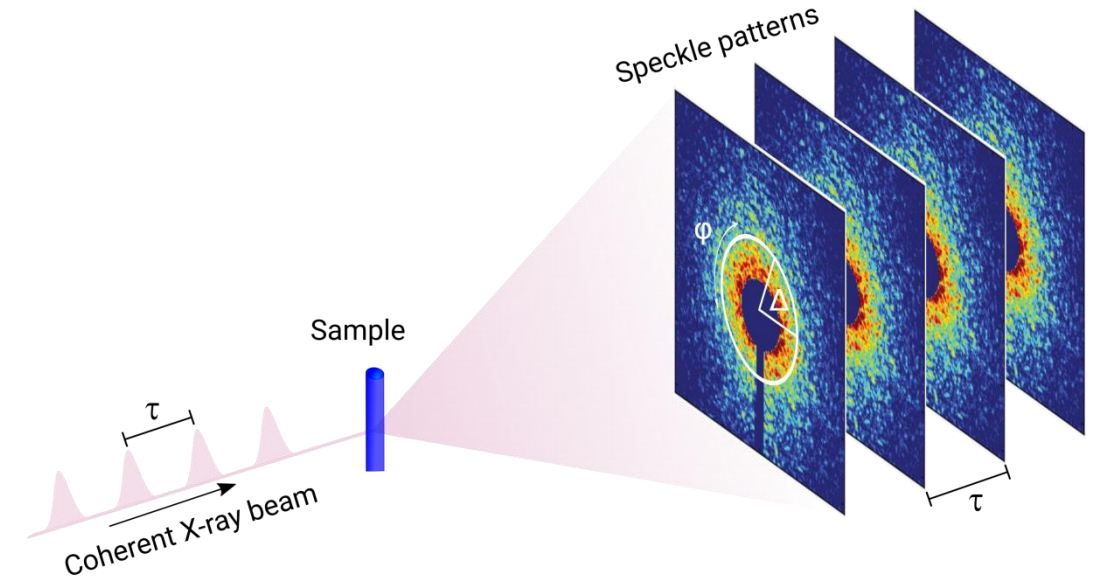 Speckle patterns
φ
Δ
Sample
τ
Coherent X-ray beam
τ